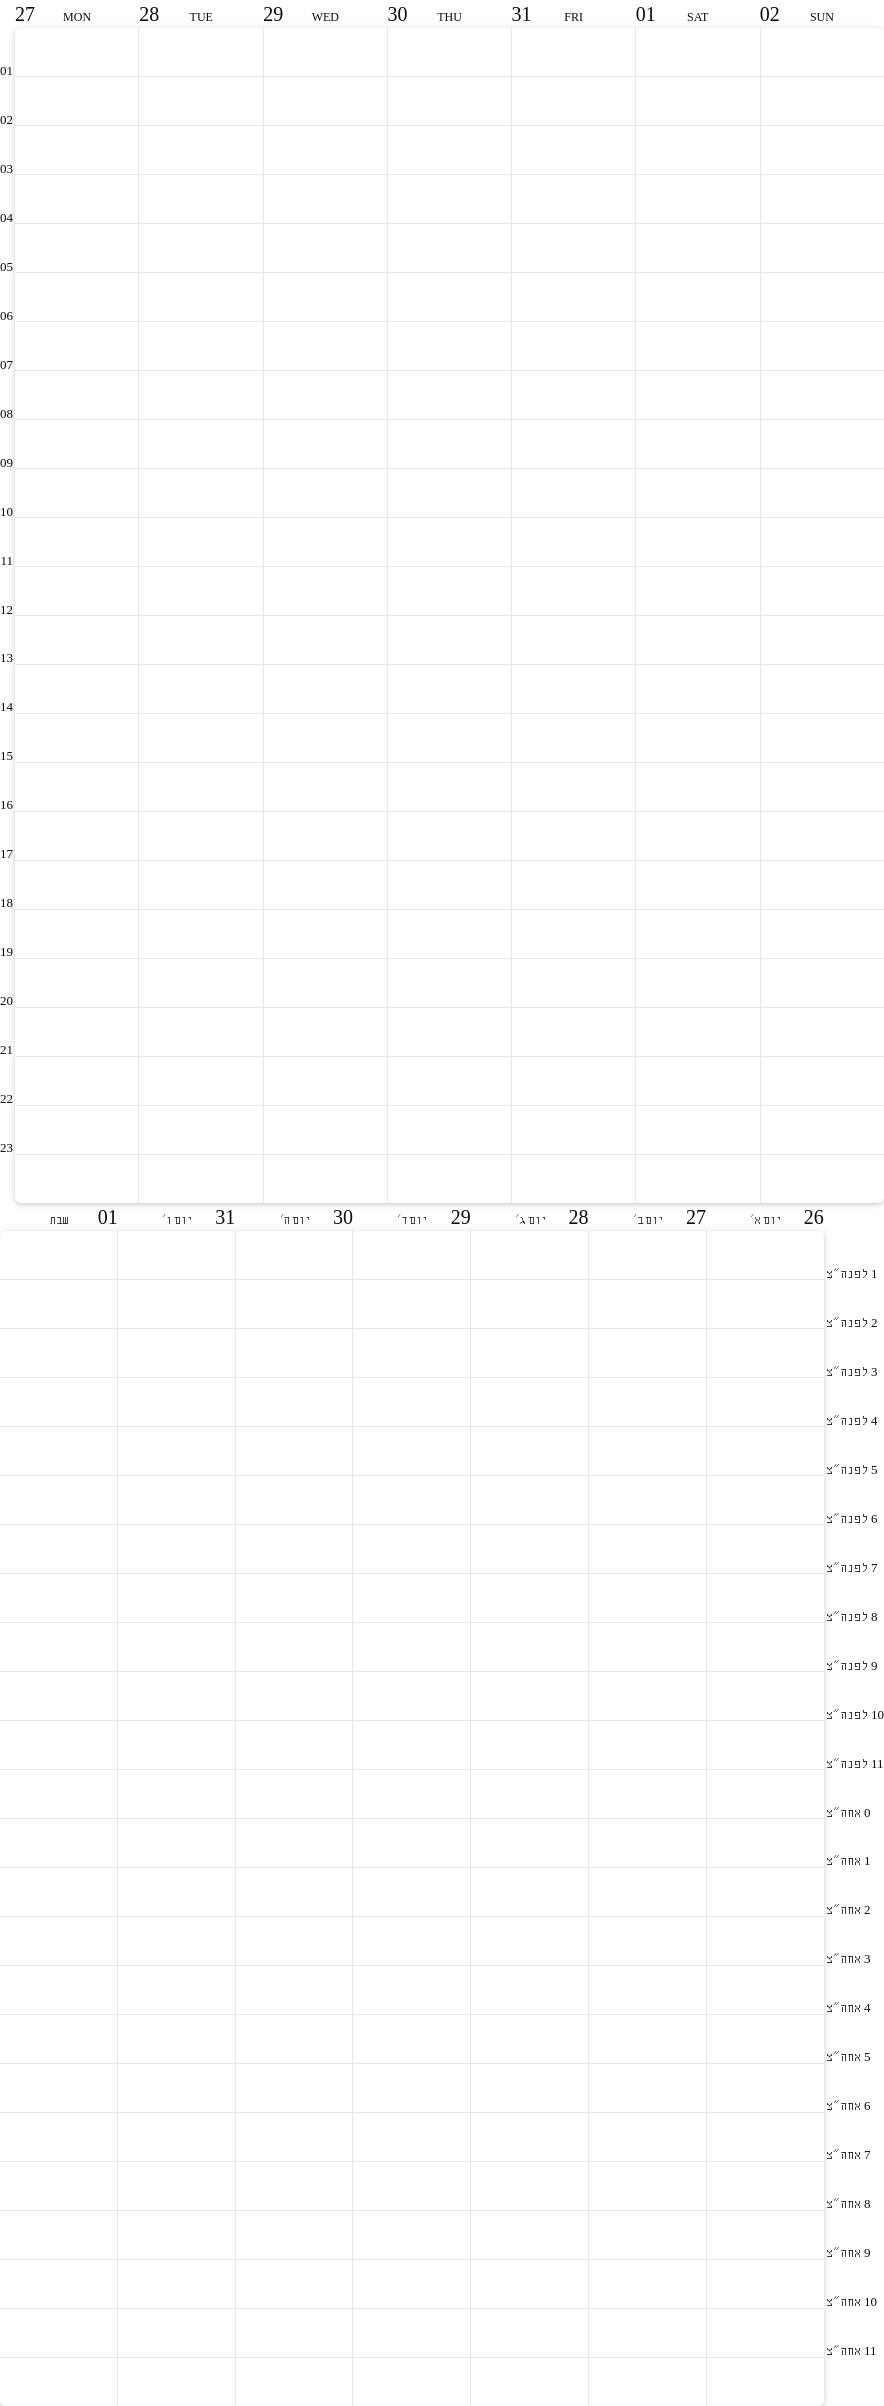 27 MON 28 TUE 29 WED 30 THU 31 FRI 01 SAT 02 SUN
01
02
03
04
05
06
07
08
09
10
11
12
13
14
15
16
17
18
19
20
21
22
23
26 יום א׳ 27 יום ב׳ 28 יום ג׳ 29 יום ד׳ 30 יום ה׳ 31 יום ו׳ 01 שבת
1 לפנה״צ
2 לפנה״צ
3 לפנה״צ
4 לפנה״צ
5 לפנה״צ
6 לפנה״צ
7 לפנה״צ
8 לפנה״צ
9 לפנה״צ
10 לפנה״צ
11 לפנה״צ
0 אחה״צ
1 אחה״צ
2 אחה״צ
3 אחה״צ
4 אחה״צ
5 אחה״צ
6 אחה״צ
7 אחה״צ
8 אחה״צ
9 אחה״צ
10 אחה״צ
11 אחה״צ